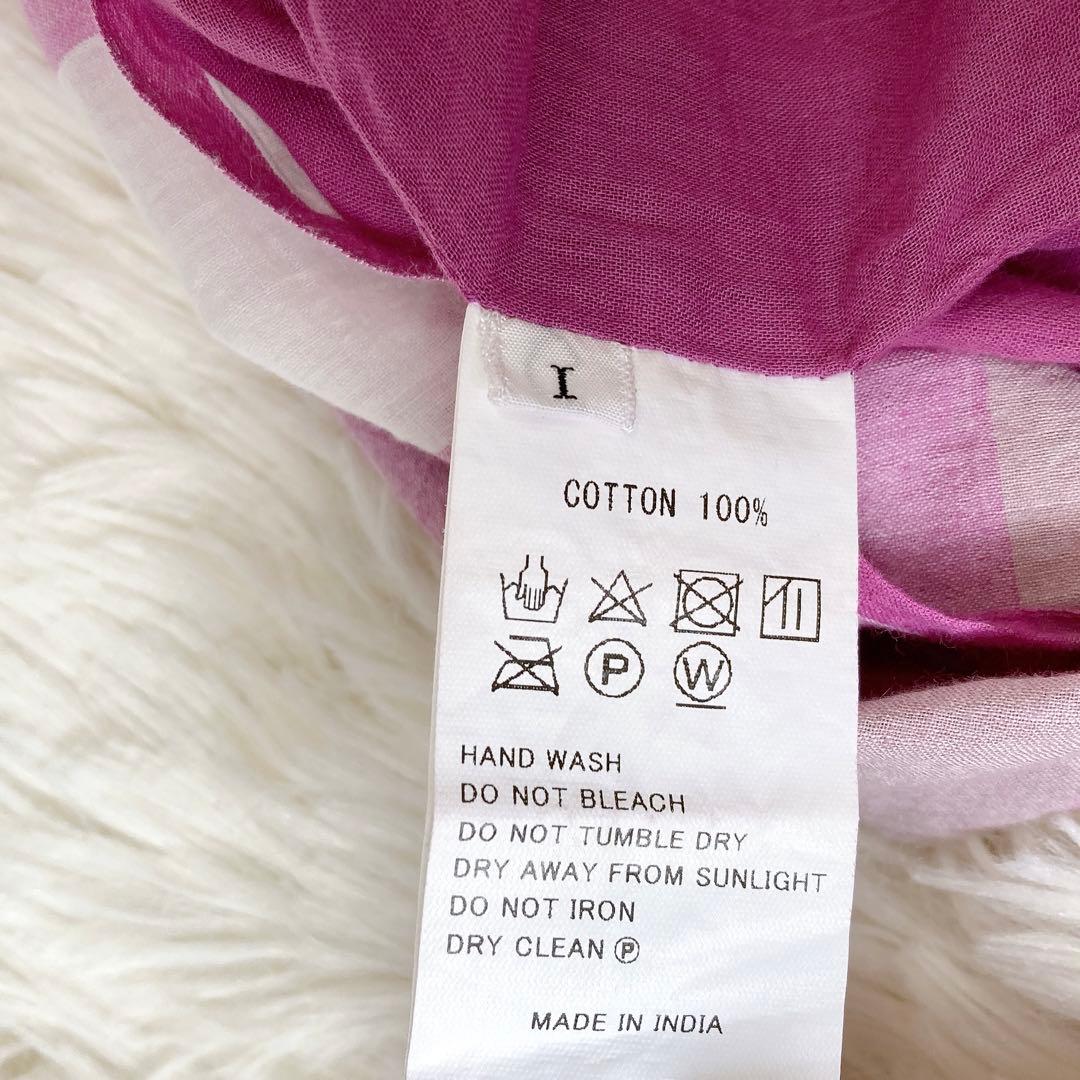 I
COTTON 100%
P W
HAND WASH
DO NOT BLEACH
DO NOT TUMBLE DRY
DRY AWAY FROM SUNLIGHT
DO NOT IRON
DRY CLEAN Ⓟ
MADE IN INDIA